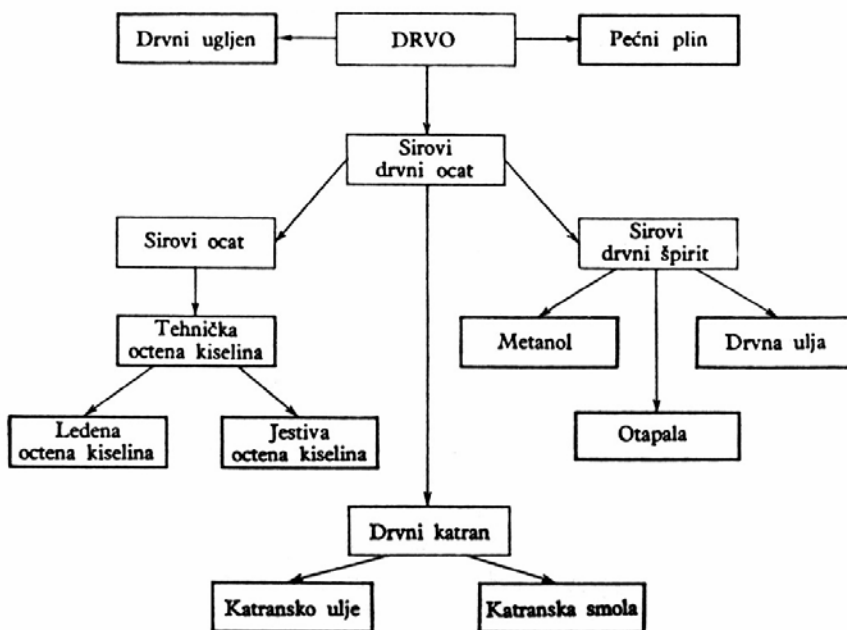 Drvni ugljen
DRVO
Pećni plin
Sirovi
drvni ocat
Sirovi ocat
Sirovi
drvni špirit
Tehnička
octena kiselina
Metanol
Drvna ulja
Ledena
octena kiselina
Jestiva
octena kiselina
Otapala
Drvni katran
Katransko ulje
Katranska smola